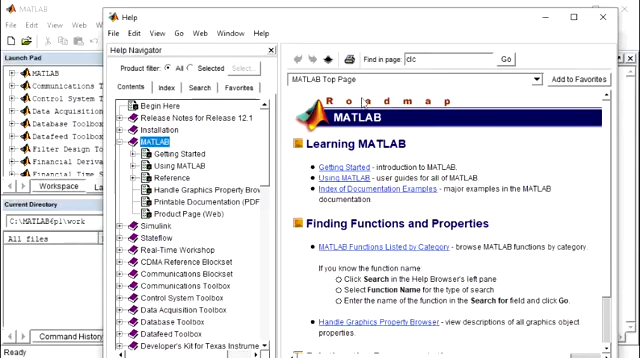 MATLAB
File Edit View Web
Launch Pad
MATLAB
Communications T
Control System To
Data Acquisition
Database Toolbox
Datafeed Toolbox
Filter Design To
Financial Deriva
Financial Time S
Workspace
Current Directory
C:\MATLAB6p1\work
All files
Command History
Help
File Edit View Go Web Window Help
Help Navigator
Product filter: All Selected Select...
Contents Index Search Favorites
Begin Here
Release Notes for Release 12.1
Installation
MATLAB
Getting Started
Using MATLAB
Reference
Handle Graphics Property Brow
Printable Documentation (PDF
Product Page (Web)
Simulink
Stateflow
Real-Time Workshop
CDMA Reference Blockset
Communications Blockset
Communications Toolbox
Control System Toolbox
Data Acquisition Toolbox
Database Toolbox
Datafeed Toolbox
Developer's Kit for Texas Instrume
Find in page: clc Go
MATLAB Top Page Add to Favorites
Roadmap
MATLAB
Learning MATLAB
Getting Started - introduction to MATLAB.
Using MATLAB - user guides for all of MATLAB.
Index of Documentation Examples - major examples in the MATLAB
documentation.
Finding Functions and Properties
MATLAB Functions Listed by Category - browse MATLAB functions by category
If you know the function name:
Click Search in the Help Browser's left pane
Select Function Name for the type of search
Enter the name of the function in the Search for field and click Go.
Handle Graphics Property Browser - view descriptions of all graphics object
properties.